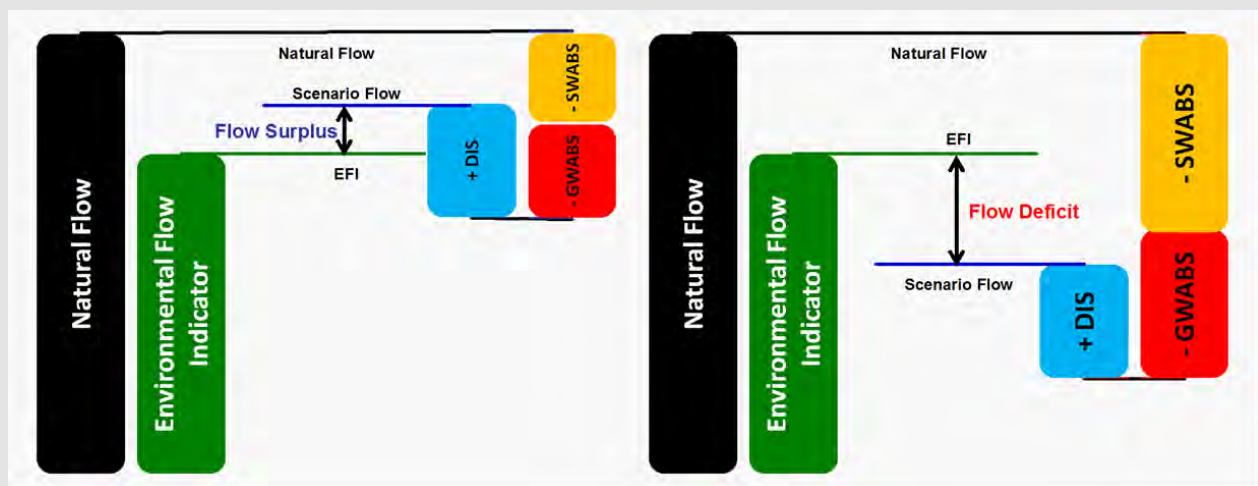 Natural Flow
Environmental Flow
Indicator
Natural Flow
Scenario Flow
Flow Surplus
EFI
+ DIS
- SWABS
- GWABS
Natural Flow
Environmental Flow
Indicator
Natural Flow
EFI
Flow Deficit
Scenario Flow
+ DIS
- SWABS
- GWABS